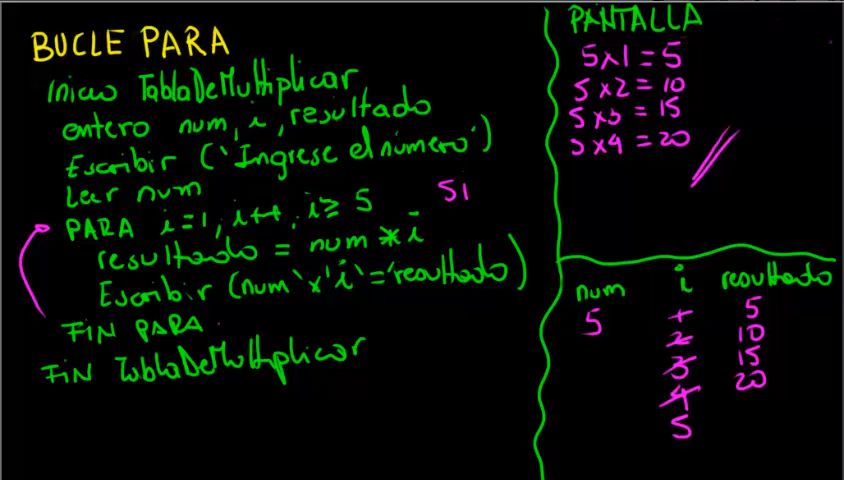 BUCLE PARA
Inicio TablaDeMultiplicar
entero num, i, resultado
Escribir ('Ingrese el número')
Leer num
PARA i=1, i++, i≥5 SI
resultado = num * i
Escribir (num 'x' i '=' resultado)
FIN PARA
FIN TablaDeMultiplicar
PANTALLA
5x1=5
5x2=10
5x3=15
5x4=20
num i resultado
5 1 5
2 10
3 15
4 20
5